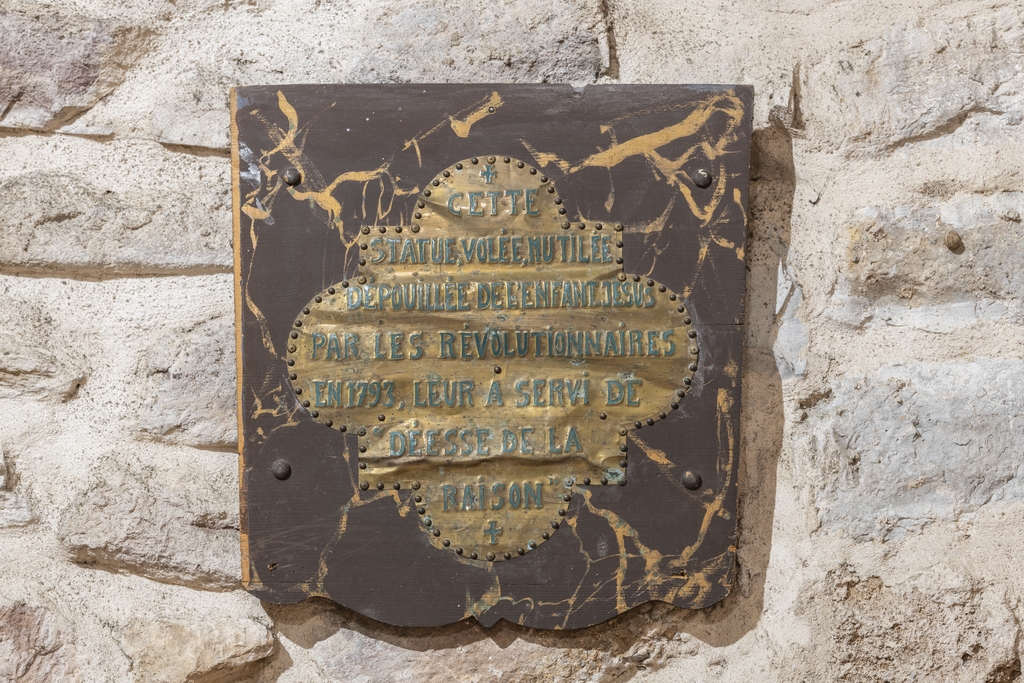 CETTE
STATUE, VOLÉE, MUTILÉE
DÉPOUILLÉE DE L'ENFANT JÉSUS
PAR LES RÉVOLUTIONNAIRES
EN 1793, LEUR A SERVI DE
"DÉESSE DE LA
RAISON"